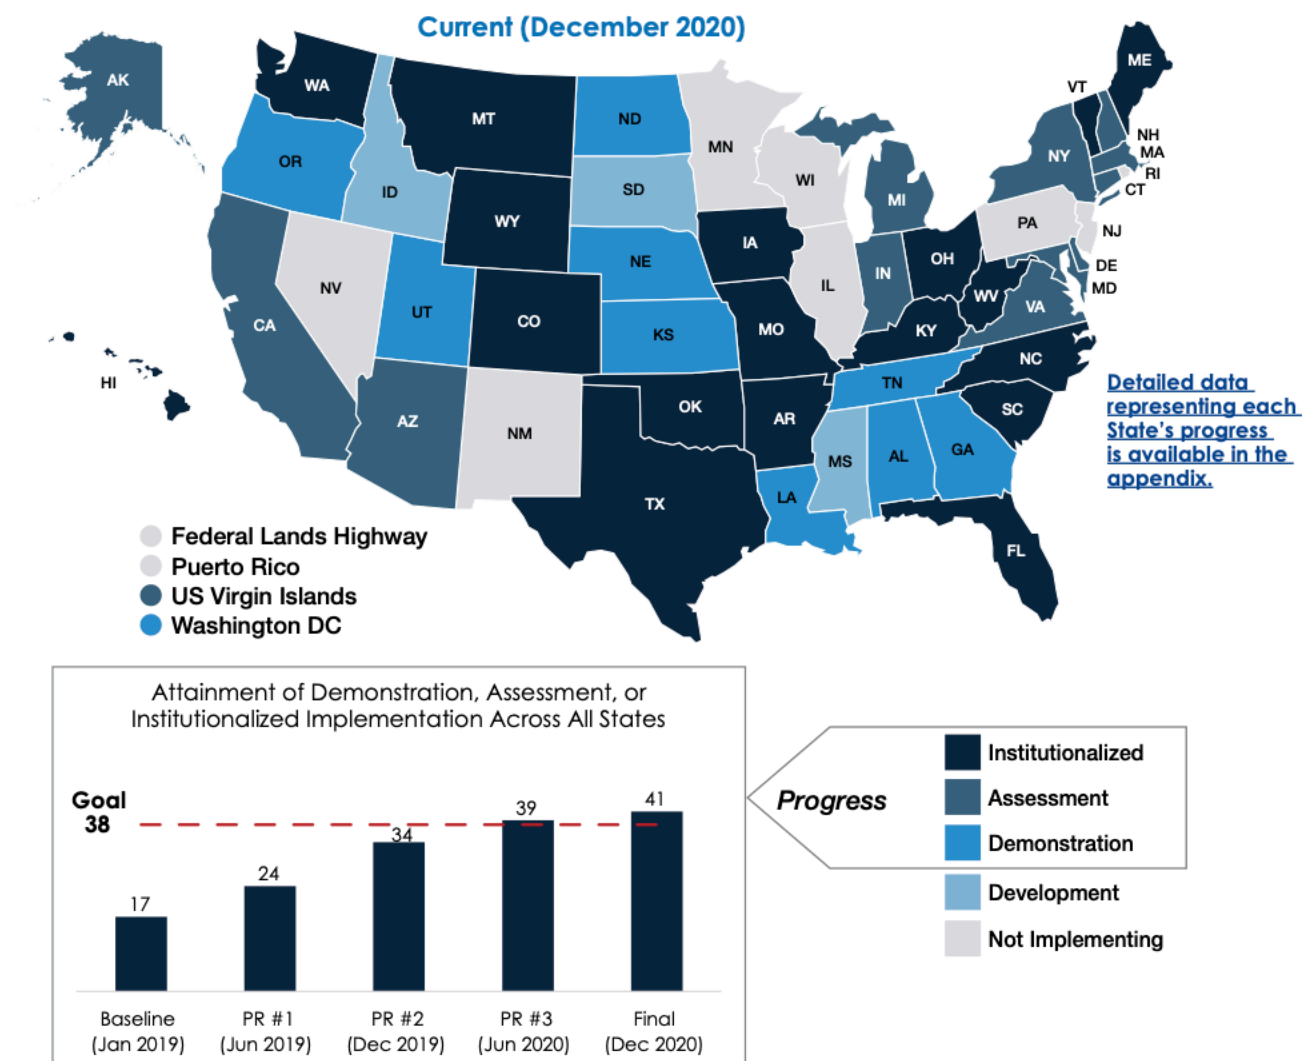 Current (December 2020)
AK
WA
MT
ND
MN
OR
ID
SD
WI
WY
MI
NY
VT
ME
NH
MA
RI
CT
PA
NJ
NV
UT
NE
IA
IL
IN
OH
DE
MD
CA
CO
KS
MO
KY
WV
VA
HI
AZ
NM
OK
AR
TN
NC
SC
TX
LA
MS
AL
GA
FL
Detailed data
representing each
State's progress
is available in the
appendix.
Federal Lands Highway
Puerto Rico
US Virgin Islands
Washington DC
Attainment of Demonstration, Assessment, or
Institutionalized Implementation Across All States
Goal
38
17
24
34
39
41
Baseline
(Jan 2019)
PR #1
(Jun 2019)
PR #2
(Dec 2019)
PR #3
(Jun 2020)
Final
(Dec 2020)
Progress
Institutionalized
Assessment
Demonstration
Development
Not Implementing